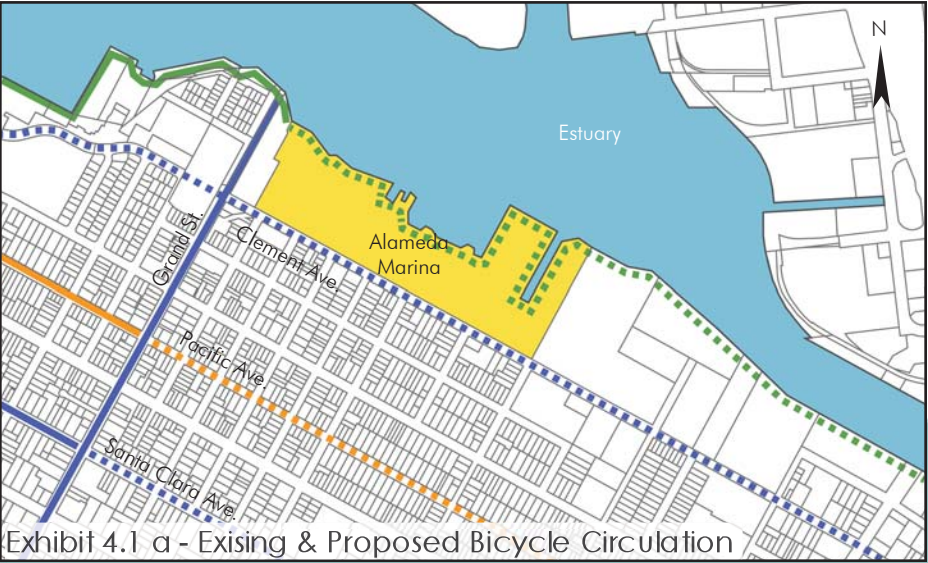 N
Estuary
Grand St.
Clement Ave.
Alameda
Marina
Pacific Ave.
Santa Clara Ave.
Exhibit 4.1 a - Exising & Proposed Bicycle Circulation